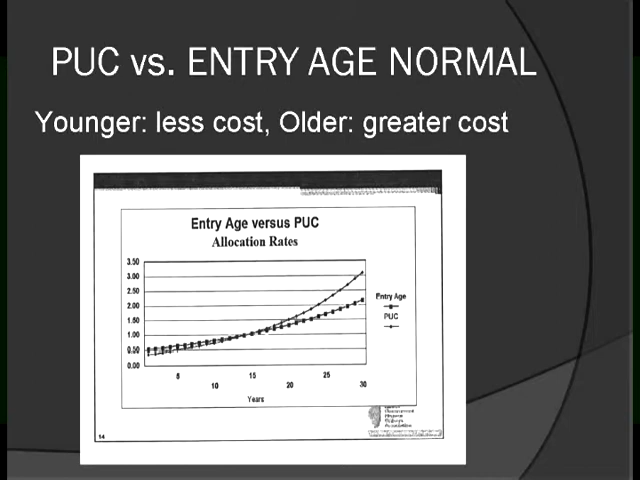 PUC vs. ENTRY AGE NORMAL
Younger: less cost, Older: greater cost
Entry Age versus PUC
Allocation Rates
3.50
3.00
2.50
2.00
1.50
1.00
0.50
0.00
Entry Age
PUC
5
10
15
20
25
30
Years
Association
14